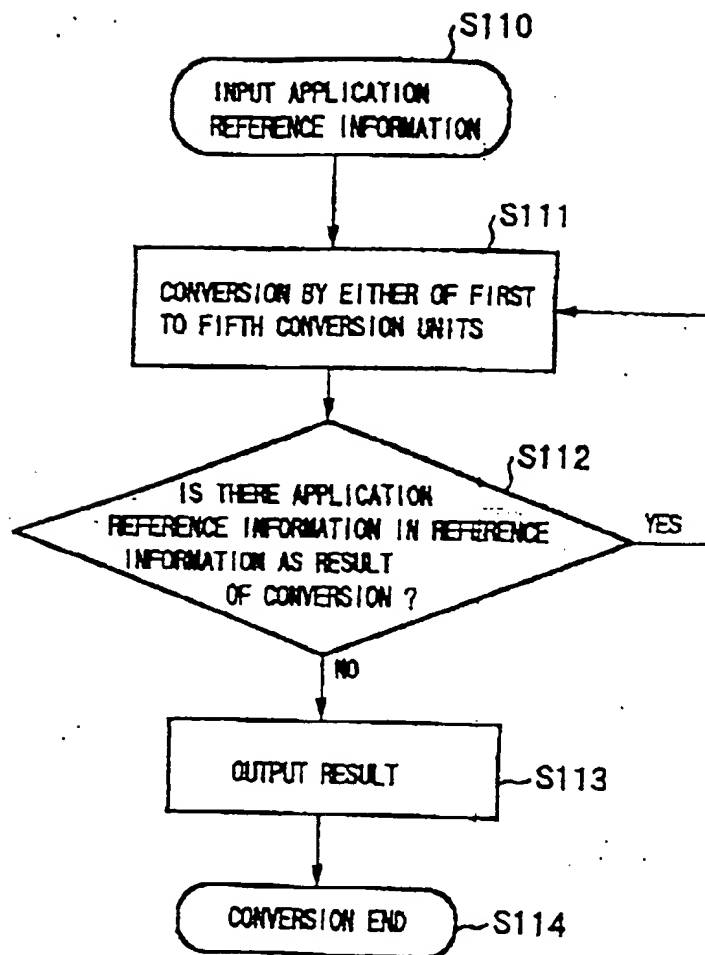 S110
INPUT APPLICATION
REFERENCE INFORMATION
S111
CONVERSION BY EITHER OF FIRST
TO FIFTH CONVERSION UNITS
S112
IS THERE APPLICATION
REFERENCE INFORMATION IN REFERENCE
INFORMATION AS RESULT
OF CONVERSION ?
YES
NO
OUTPUT RESULT
S113
CONVERSION END
S114